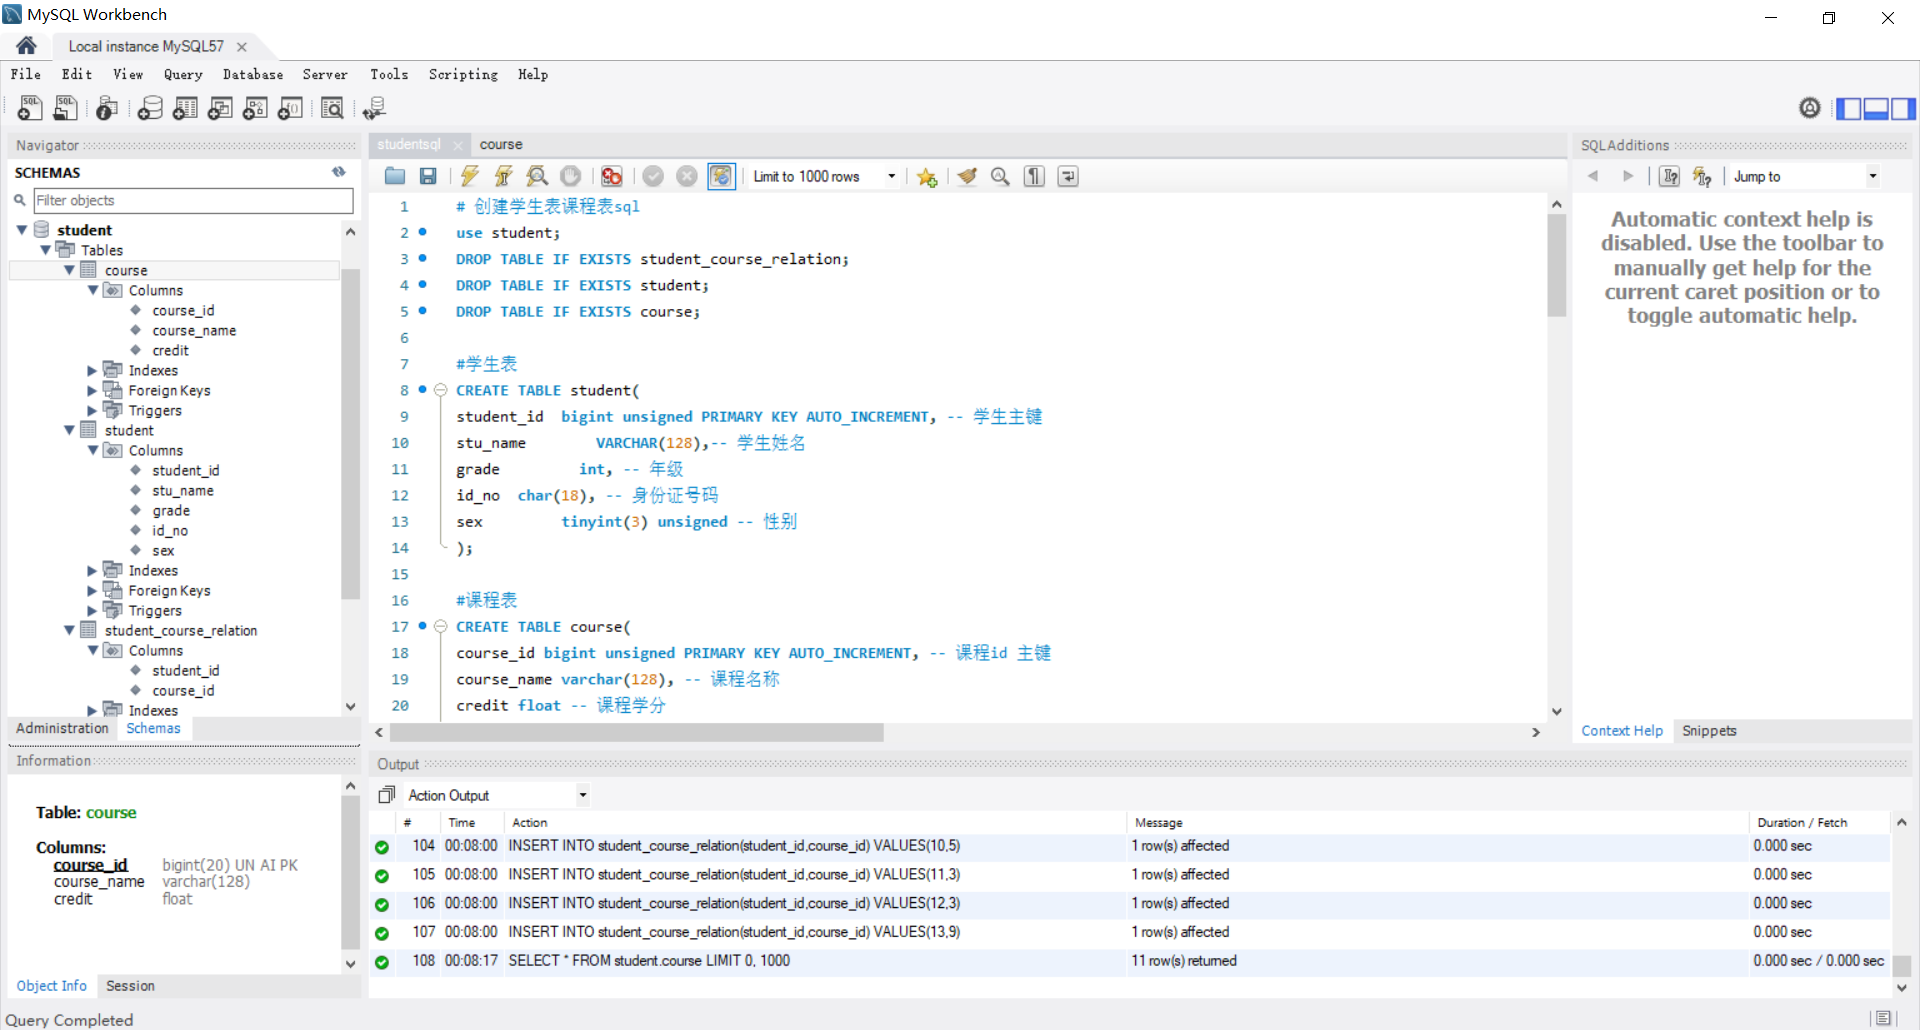 MySQL Workbench
Local instance MySQL57
File Edit View Query Database Server Tools Scripting Help
Navigator
SCHEMAS
Filter objects
student
Tables
course
Columns
course_id
course_name
credit
Indexes
Foreign Keys
Triggers
student
Columns
student_id
stu_name
grade
id_no
sex
Indexes
Foreign Keys
Triggers
student_course_relation
Columns
student_id
course_id
Indexes
Administration Schemas
Information
Table: course
Columns:
course_id bigint(20) UN AI PK
course_name varchar(128)
credit float
Object Info Session
Query Completed
studentsql course
Limit to 1000 rows
1 # 创建学生表课程表sql
2 use student;
3 DROP TABLE IF EXISTS student_course_relation;
4 DROP TABLE IF EXISTS student;
5 DROP TABLE IF EXISTS course;
6
7 #学生表
8 CREATE TABLE student(
9 student_id bigint unsigned PRIMARY KEY AUTO_INCREMENT, -- 学生主键
10 stu_name VARCHAR(128),-- 学生姓名
11 grade int, -- 年级
12 id_no char(18), -- 身份证号码
13 sex tinyint(3) unsigned -- 性别
14 );
15
16 #课程表
17 CREATE TABLE course(
18 course_id bigint unsigned PRIMARY KEY AUTO_INCREMENT, -- 课程id 主键
19 course_name varchar(128), -- 课程名称
20 credit float -- 课程学分
Output
Action Output
# Time Action Message Duration / Fetch
104 00:08:00 INSERT INTO student_course_relation(student_id,course_id) VALUES(10,5) 1 row(s) affected 0.000 sec
105 00:08:00 INSERT INTO student_course_relation(student_id,course_id) VALUES(11,3) 1 row(s) affected 0.000 sec
106 00:08:00 INSERT INTO student_course_relation(student_id,course_id) VALUES(12,3) 1 row(s) affected 0.000 sec
107 00:08:00 INSERT INTO student_course_relation(student_id,course_id) VALUES(13,9) 1 row(s) affected 0.000 sec
108 00:08:17 SELECT * FROM student.course LIMIT 0, 1000 11 row(s) returned 0.000 sec / 0.000 sec
SQLAdditions
Jump to
Automatic context help is
disabled. Use the toolbar to
manually get help for the
current caret position or to
toggle automatic help.
Context Help Snippets